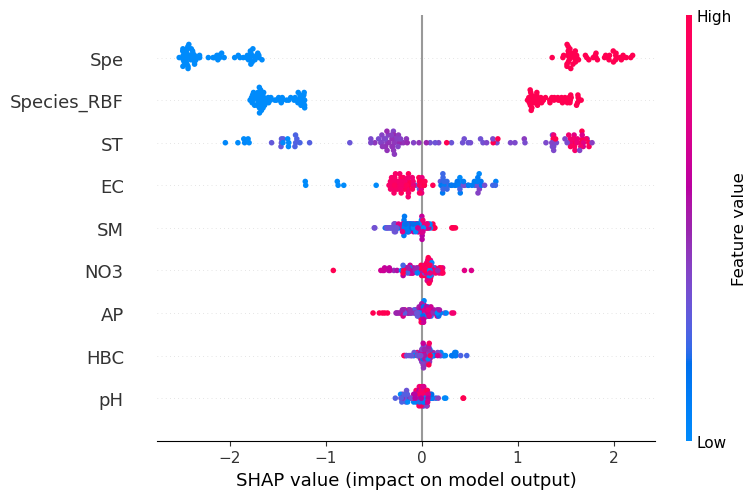 High
Spe
Species_RBF
ST
EC
SM
NO3
AP
HBC
pH
Feature value
Low
−2 −1 0 1 2
SHAP value (impact on model output)